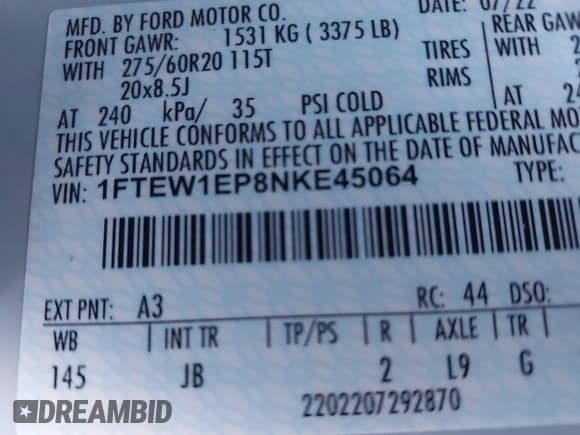 MFD. BY FORD MOTOR CO.
DATE: 07/22
FRONT GAWR: 1531 KG ( 3375 LB)
REAR GAW
WITH 275/60R20 115T TIRES WITH 2
20x8.5J RIMS
AT 240 kPa/ 35 PSI COLD AT 24
THIS VEHICLE CONFORMS TO ALL APPLICABLE FEDERAL MO
SAFETY STANDARDS IN EFFECT ON THE DATE OF MANUFAC
VIN: 1FTEW1EP8NKE45064 TYPE:
EXT PNT: A3 RC: 44 DSO:
WB | INT TR | TP/PS | R | AXLE | TR |
145 JB 2 L9 G
2202207292870
DREAMBID